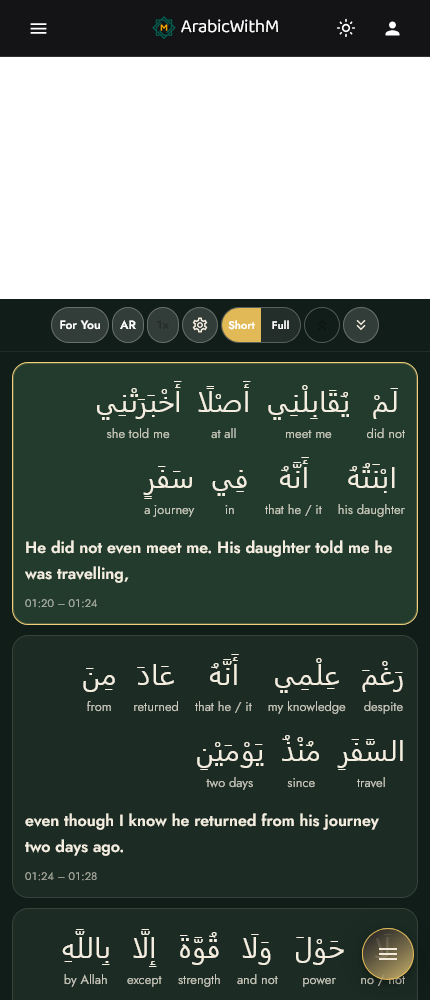 ArabicWithM
For You AR 1x Short Full
لَمْ يُقَابِلْنِي أَصْلًا أَخْبَرَتْنِي
did not meet me at all she told me
ابْنَتُهُ أَنَّهُ فِي سَفَرٍ
his daughter that he / it in a journey
He did not even meet me. His daughter told me he
was travelling,
01:20 – 01:24
رَغْمَ عِلْمِي أَنَّهُ عَادَ مِنَ
despite my knowledge that he / it returned from
السَّفَرِ مُنْذُ يَوْمَيْنِ
travel since two days
even though I know he returned from his journey
two days ago.
01:24 – 01:28
حَوْلَ وَلَا قُوَّةَ إِلَّا بِاللَّهِ
no / not power and not strength except by Allah